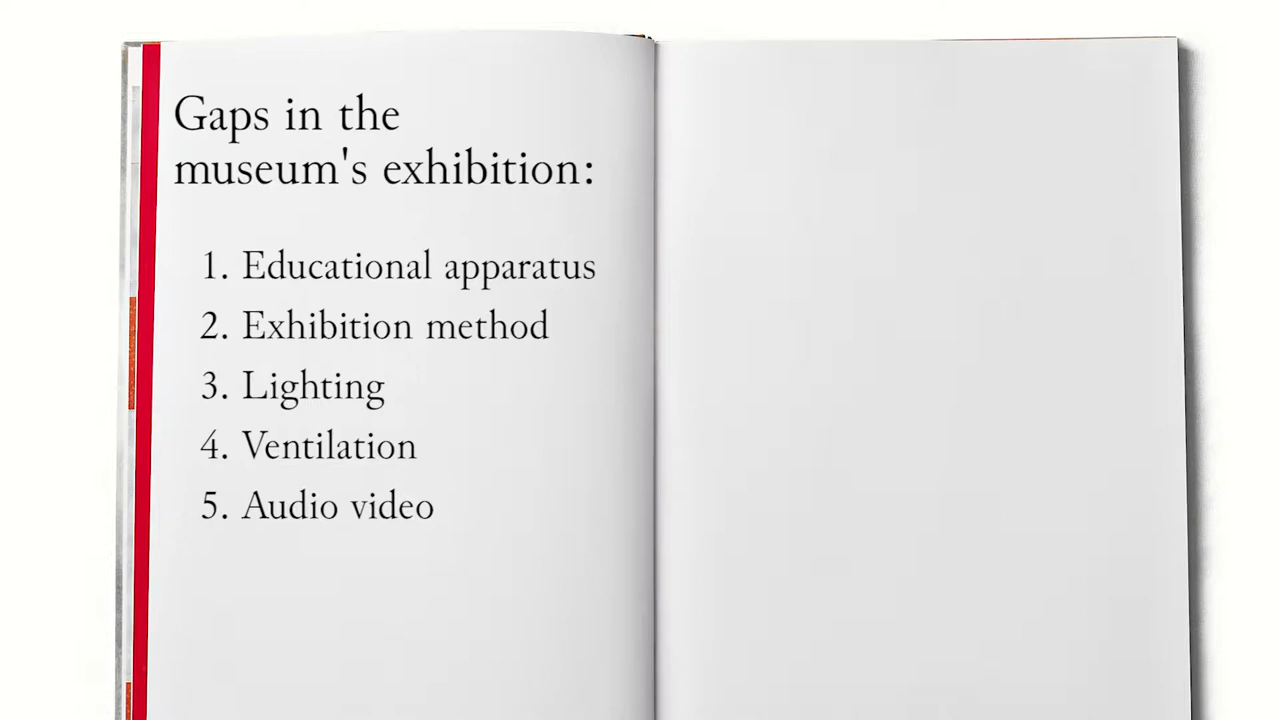 Gaps in the
museum's exhibition:
1. Educational apparatus
2. Exhibition method
3. Lighting
4. Ventilation
5. Audio video